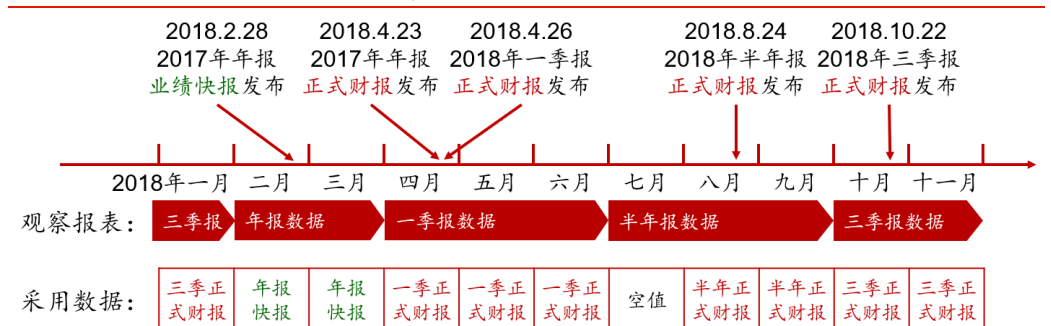 2018.2.28 2018.4.23 2018.4.26 2018.8.24 2018.10.22
2017年年报 2017年年报 2018年一季报 2018年半年报 2018年三季报
业绩快报发布 正式财报发布 正式财报发布 正式财报发布 正式财报发布
2018年一月 二月 三月 四月 五月 六月 七月 八月 九月 十月 十一月
观察报表： 三季报 年报数据 一季报数据 半年报数据 三季报数据
采用数据： 三季正式财报 年报快报 年报快报 一季正式财报 一季正式财报 一季正式财报 空值 半年正式财报 半年正式财报 三季正式财报 三季正式财报